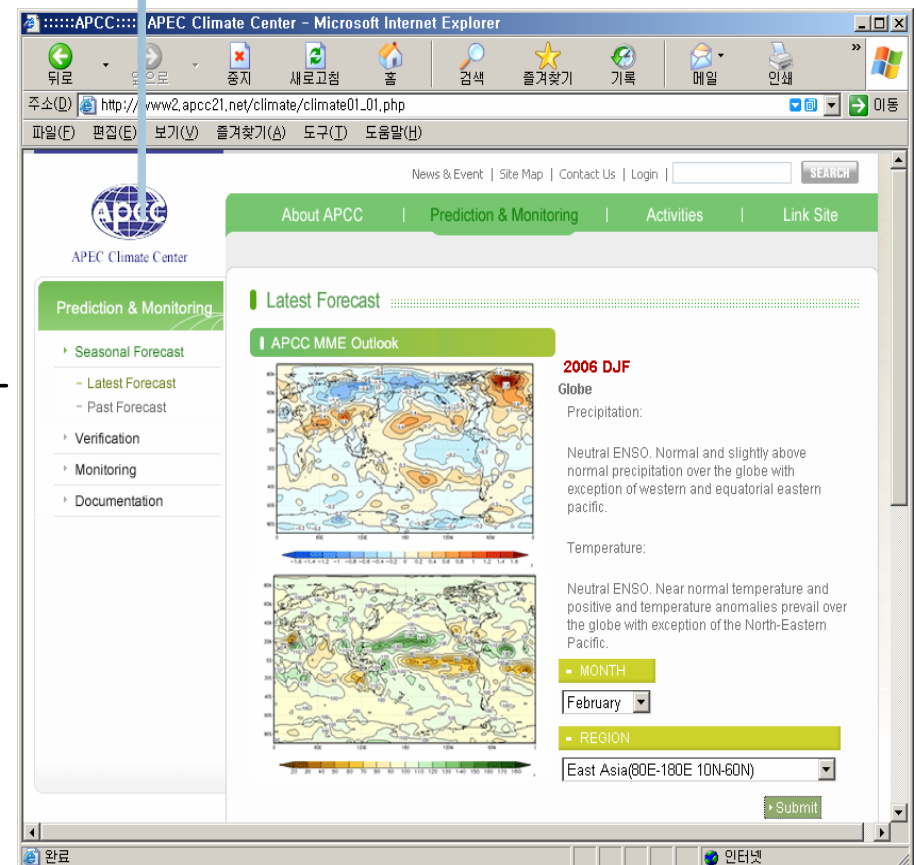 ::::::APCC:::: APEC Climate Center - Microsoft Internet Explorer
뒤로 앞으로 중지 새로고침 홈 검색 즐겨찾기 기록 메일 인쇄 »
주소(D) http://www2.apcc21.net/climate/climate01_01.php 이동
파일(F) 편집(E) 보기(V) 즐겨찾기(A) 도구(T) 도움말(H)
News & Event | Site Map | Contact Us | Login | SEARCH
APCC
APEC Climate Center
About APCC | Prediction & Monitoring | Activities | Link Site
Prediction & Monitoring
Seasonal Forecast
- Latest Forecast
- Past Forecast
Verification
Monitoring
Documentation
Latest Forecast
APCC MME Outlook
2006 DJF
Globe
Precipitation:
Neutral ENSO. Normal and slightly above
normal precipitation over the globe with
exception of western and equatorial eastern
pacific.
Temperature:
Neutral ENSO. Near normal temperature and
positive and temperature anomalies prevail over
the globe with exception of the North-Eastern
Pacific.
- MONTH
February
- REGION
East Asia(80E-180E 10N-60N)
Submit
완료 인터넷